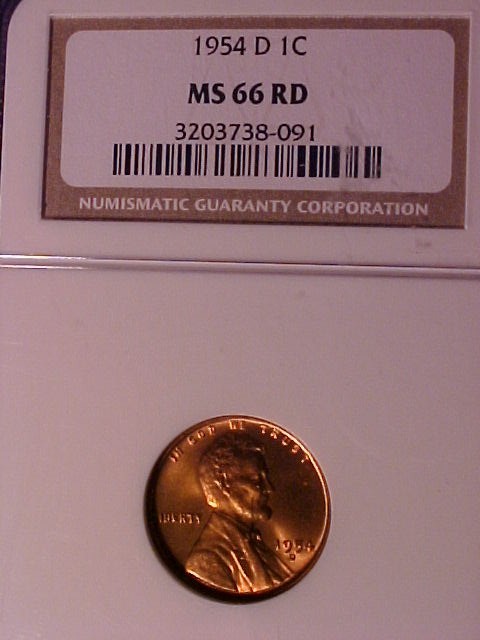 1954 D 1C
MS 66 RD
3203738-091
NUMISMATIC GUARANTY CORPORATION
IN GOD WE TRUST
LIBERTY
1954
D